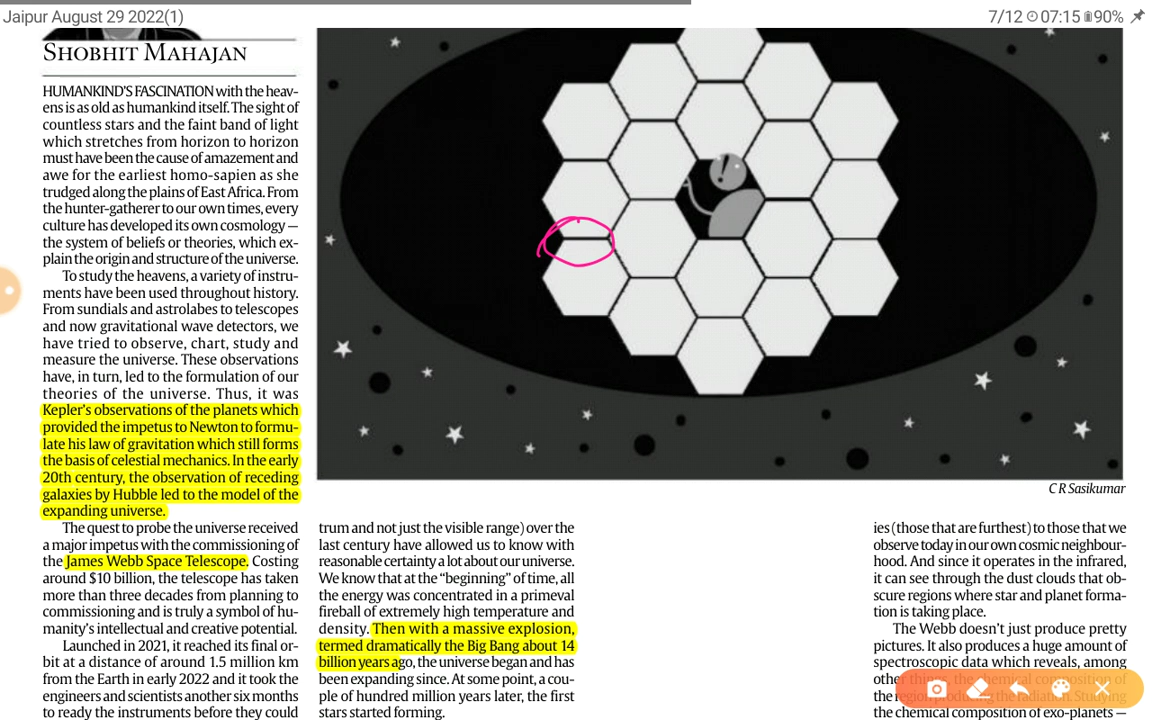 Jaipur August 29 2022(1)
7/12 07:15 90%
SHOBHIT MAHAJAN
HUMANKIND'S FASCINATION with the heav-
ens is as old as humankind itself. The sight of
countless stars and the faint band of light
which stretches from horizon to horizon
must have been the cause of amazement and
awe for the earliest homo-sapien as she
trudged along the plains of East Africa. From
the hunter-gatherer to our own times, every
culture has developed its own cosmology —
the system of beliefs or theories, which ex-
plain the origin and structure of the universe.
To study the heavens, a variety of instru-
ments have been used throughout history.
From sundials and astrolabes to telescopes
and now gravitational wave detectors, we
have tried to observe, chart, study and
measure the universe. These observations
have, in turn, led to the formulation of our
theories of the universe. Thus, it was
Kepler's observations of the planets which
provided the impetus to Newton to formu-
late his law of gravitation which still forms
the basis of celestial mechanics. In the early
20th century, the observation of receding
galaxies by Hubble led to the model of the
expanding universe.
The quest to probe the universe received
a major impetus with the commissioning of
the James Webb Space Telescope. Costing
around $10 billion, the telescope has taken
more than three decades from planning to
commissioning and is truly a symbol of hu-
manity's intellectual and creative potential.
Launched in 2021, it reached its final or-
bit at a distance of around 1.5 million km
from the Earth in early 2022 and it took the
engineers and scientists another six months
to ready the instruments before they could
C R Sasikumar
trum and not just the visible range) over the
last century have allowed us to know with
reasonable certainty a lot about our universe.
We know that at the "beginning" of time, all
the energy was concentrated in a primeval
fireball of extremely high temperature and
density. Then with a massive explosion,
termed dramatically the Big Bang about 14
billion years ago, the universe began and has
been expanding since. At some point, a cou-
ple of hundred million years later, the first
stars started forming.
ies (those that are furthest) to those that we
observe today in our own cosmic neighbour-
hood. And since it operates in the infrared,
it can see through the dust clouds that ob-
scure regions where star and planet forma-
tion is taking place.
The Webb doesn't just produce pretty
pictures. It also produces a huge amount of
spectroscopic data which reveals, among
other things, the chemical composition of
the region producing the radiation. Studying
the chemical composition of exo-planets —